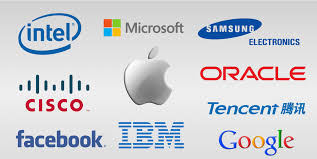 intel
Microsoft
SAMSUNG
ELECTRONICS
CISCO
ORACLE
Tencent 腾讯
facebook
IBM
Google